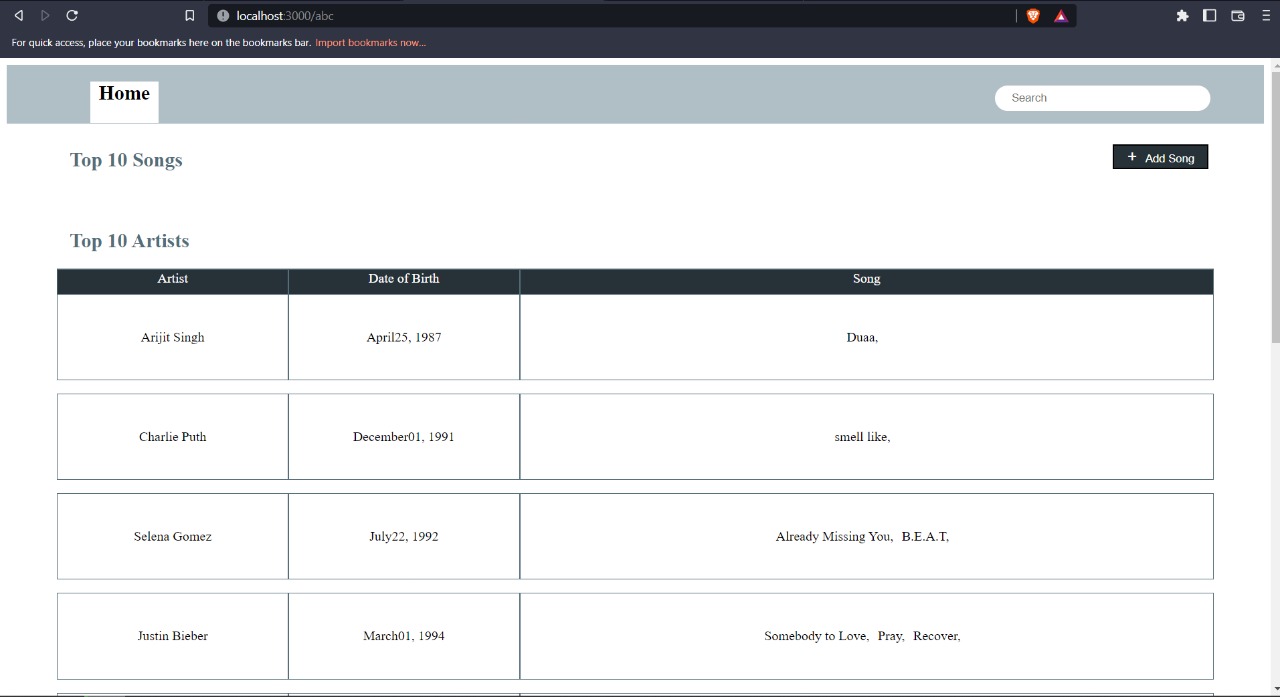 localhost:3000/abc
For quick access, place your bookmarks here on the bookmarks bar. Import bookmarks now...
Home
Search
Top 10 Songs
+ Add Song
Top 10 Artists
Artist Date of Birth Song
Arijit Singh April25, 1987 Duaa,
Charlie Puth December01, 1991 smell like,
Selena Gomez July22, 1992 Already Missing You, B.E.A.T,
Justin Bieber March01, 1994 Somebody to Love, Pray, Recover,